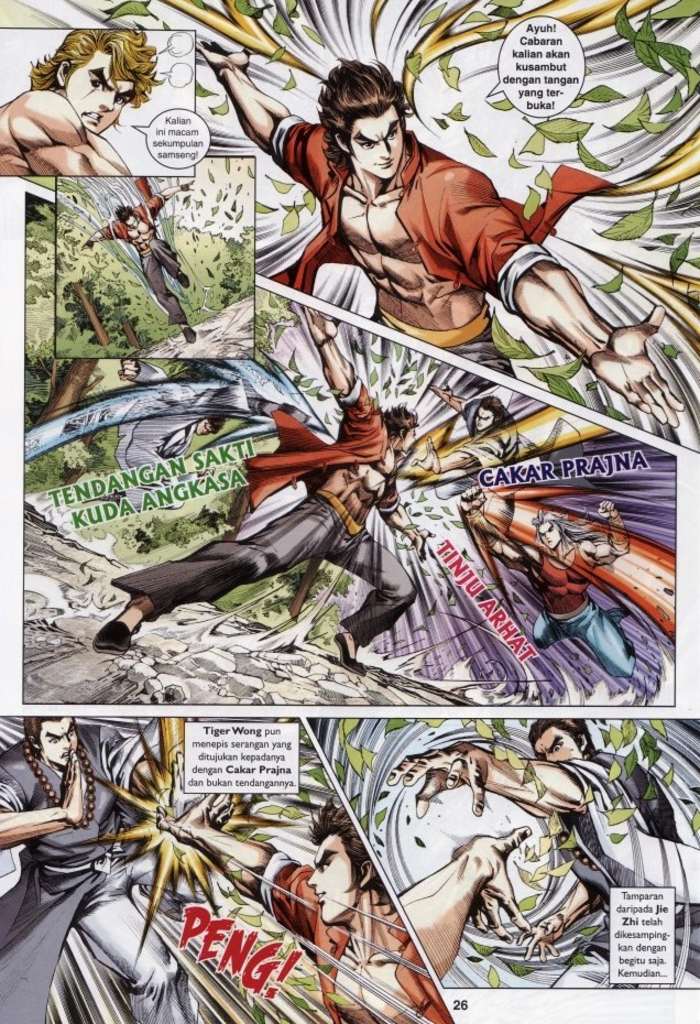 Kalian
ini macam
sekumpulan
samseng!
Ayuh!
Cabaran
kalian akan
kusambut
dengan tangan
yang ter-
buka!
TENDANGAN SAKTI
KUDA ANGKASA
CAKAR PRAJNA
TINJU ARHAT
Tiger Wong pun
menepis serangan yang
ditujukan kepadanya
dengan Cakar Prajna
dan bukan tendangannya.
PENG!
Tamparan
daripada Jie
Zhi telah
dikesamping-
kan dengan
begitu saja.
Kemudian...
26